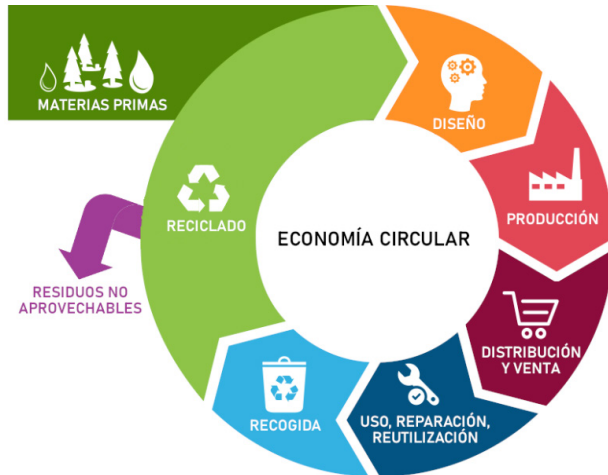 MATERIAS PRIMAS
DISEÑO
PRODUCCIÓN
DISTRIBUCIÓN
Y VENTA
USO, REPARACIÓN,
REUTILIZACIÓN
RECOGIDA
RECICLADO
RESIDUOS NO
APROVECHABLES
ECONOMÍA CIRCULAR